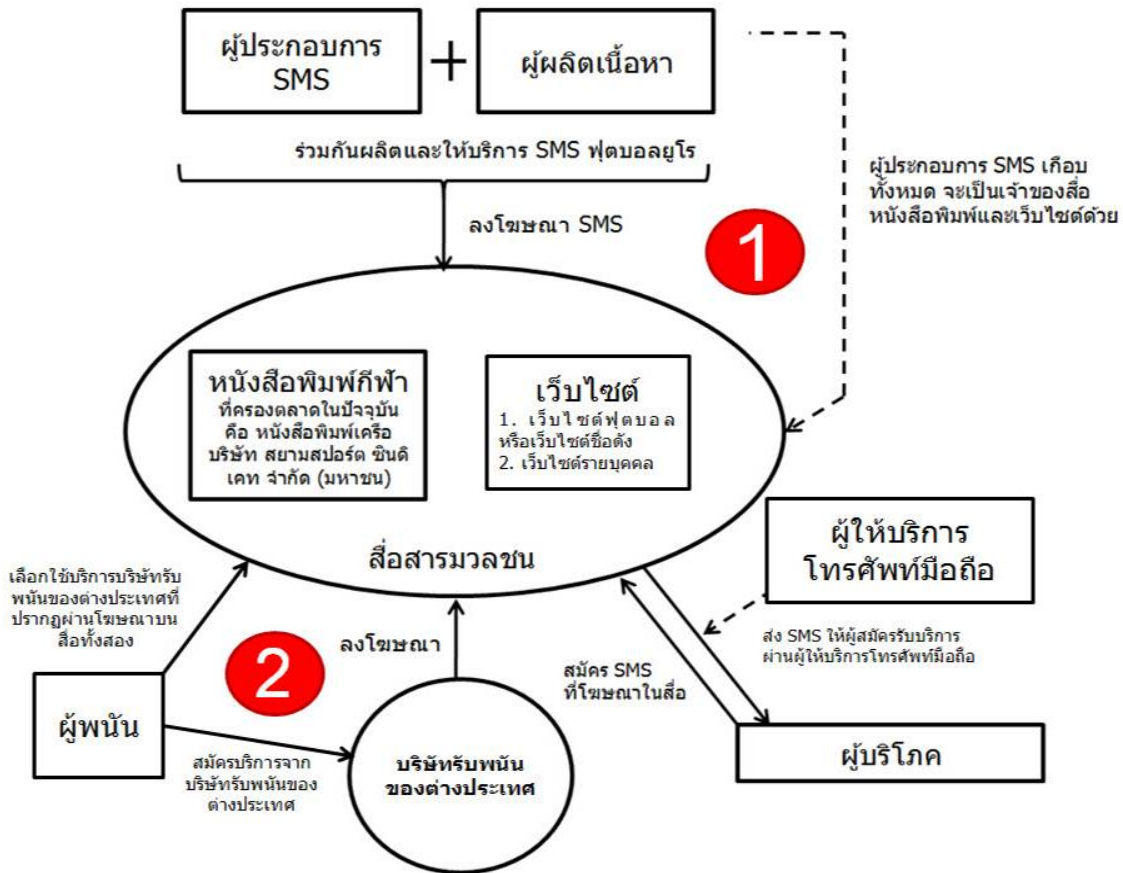 ผู้ประกอบการ
SMS
+
ผู้ผลิตเนื้อหา
ร่วมกันผลิตและให้บริการ SMS ฟุตบอลยูโร
ลงโฆษณา SMS
1
ผู้ประกอบการ SMS เกือบ
ทั้งหมด จะเป็นเจ้าของสื่อ
หนังสือพิมพ์และเว็บไซต์ด้วย
หนังสือพิมพ์กีฬา
ที่ครองตลาดในปัจจุบัน
คือ หนังสือพิมพ์เครือ
บริษัท สยามสปอร์ต ซินดิ
เคท จำกัด (มหาชน)
เว็บไซต์
1. เว็บไซต์ฟุตบอล
หรือเว็บไซต์ชื่อดัง
2. เว็บไซต์รายบุคคล
สื่อสารมวลชน
ผู้ให้บริการ
โทรศัพท์มือถือ
ส่ง SMS ให้ผู้สมัครรับบริการ
ผ่านผู้ให้บริการโทรศัพท์มือถือ
สมัคร SMS
ที่โฆษณาในสื่อ
ผู้บริโภค
เลือกใช้บริการบริษัทรับ
พนันของต่างประเทศที่
ปรากฏผ่านโฆษณาบน
สื่อทั้งสอง
2
ลงโฆษณา
ผู้พนัน
สมัครบริการจาก
บริษัทรับพนันของ
ต่างประเทศ
บริษัทรับพนัน
ของต่างประเทศ